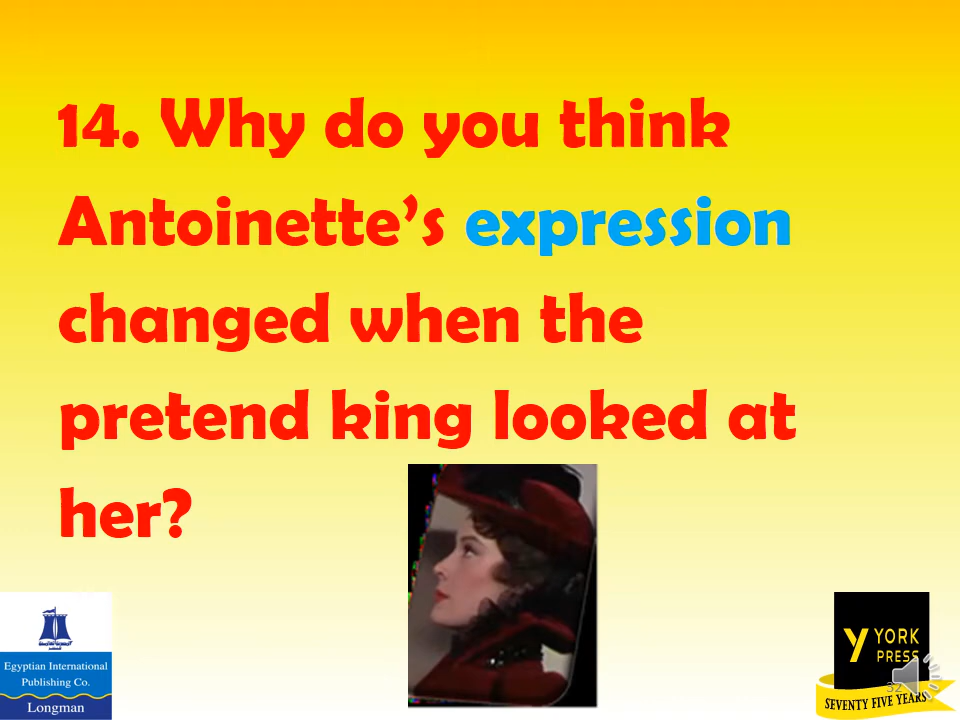 14. Why do you think
Antoinette’s expression
changed when the
pretend king looked at
her?
Egyptian International
Publishing Co.
Longman
Y YORK
PRESS
32
SEVENTY FIVE YEARS